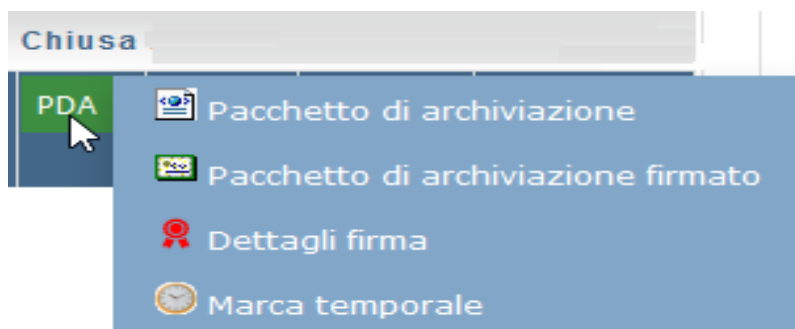 Chiusa
PDA
Pacchetto di archiviazione
Pacchetto di archiviazione firmato
Dettagli firma
Marca temporale